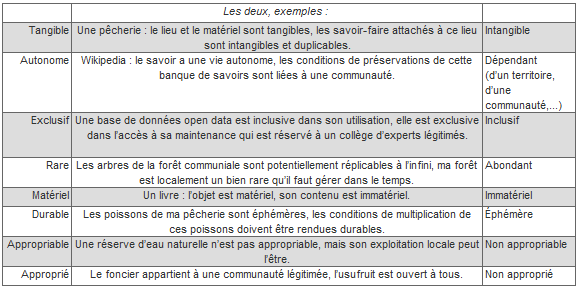 Les deux, exemples :
Tangible Une pêcherie : le lieu et le matériel sont tangibles, les savoir-faire attachés à ce lieu Intangible
sont intangibles et duplicables.
Autonome Wikipedia : le savoir a une vie autonome, les conditions de préservations de cette Dépendant
banque de savoirs sont liées à une communauté. (d'un territoire,
d'une
communauté,...)
Exclusif Une base de données open data est inclusive dans son utilisation, elle est exclusive Inclusif
dans l'accès à sa maintenance qui est réservé à un collège d'experts légitimés.
Rare Les arbres de la forêt communiale sont potentiellement réplicables à l'infini, ma forêt Abondant
est localement un bien rare qu'il faut gérer dans le temps.
Matériel Un livre : l'objet est matériel, son contenu est immatériel. Immatériel
Durable Les poissons de ma pêcherie sont éphémères, les conditions de multiplication de Éphémère
ces poissons doivent être rendues durables.
Appropriable Une réserve d'eau naturelle n'est pas appropriable, mais son exploitation locale peut Non appropriable
l'être.
Approprié Le foncier appartient à une communauté légitimée, l'usufruit est ouvert à tous. Non approprié